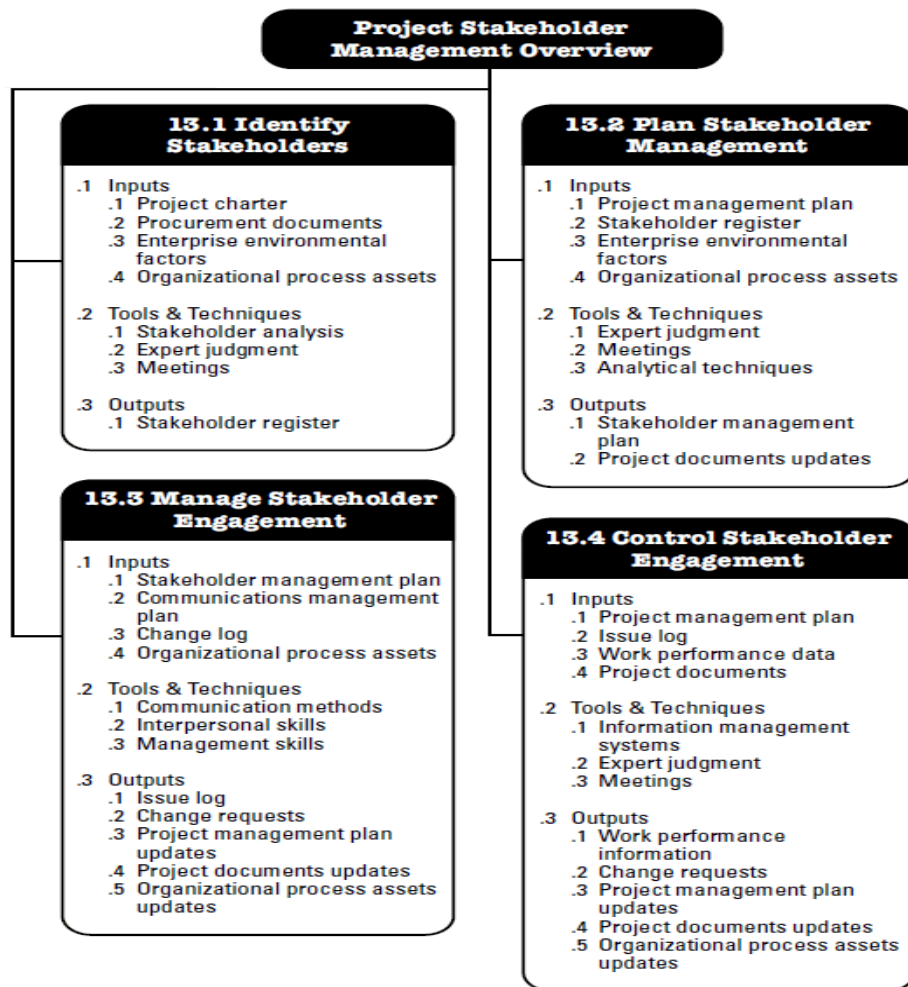 Project Stakeholder
Management Overview
13.1 Identify
Stakeholders
.1 Inputs
.1 Project charter
.2 Procurement documents
.3 Enterprise environmental
factors
.4 Organizational process assets
.2 Tools & Techniques
.1 Stakeholder analysis
.2 Expert judgment
.3 Meetings
.3 Outputs
.1 Stakeholder register
13.2 Plan Stakeholder
Management
.1 Inputs
.1 Project management plan
.2 Stakeholder register
.3 Enterprise environmental
factors
.4 Organizational process assets
.2 Tools & Techniques
.1 Expert judgment
.2 Meetings
.3 Analytical techniques
.3 Outputs
.1 Stakeholder management
plan
.2 Project documents updates
13.3 Manage Stakeholder
Engagement
.1 Inputs
.1 Stakeholder management plan
.2 Communications management
plan
.3 Change log
.4 Organizational process assets
.2 Tools & Techniques
.1 Communication methods
.2 Interpersonal skills
.3 Management skills
.3 Outputs
.1 Issue log
.2 Change requests
.3 Project management plan
updates
.4 Project documents updates
.5 Organizational process assets
updates
13.4 Control Stakeholder
Engagement
.1 Inputs
.1 Project management plan
.2 Issue log
.3 Work performance data
.4 Project documents
.2 Tools & Techniques
.1 Information management
systems
.2 Expert judgment
.3 Meetings
.3 Outputs
.1 Work performance
information
.2 Change requests
.3 Project management plan
updates
.4 Project documents updates
.5 Organizational process assets
updates